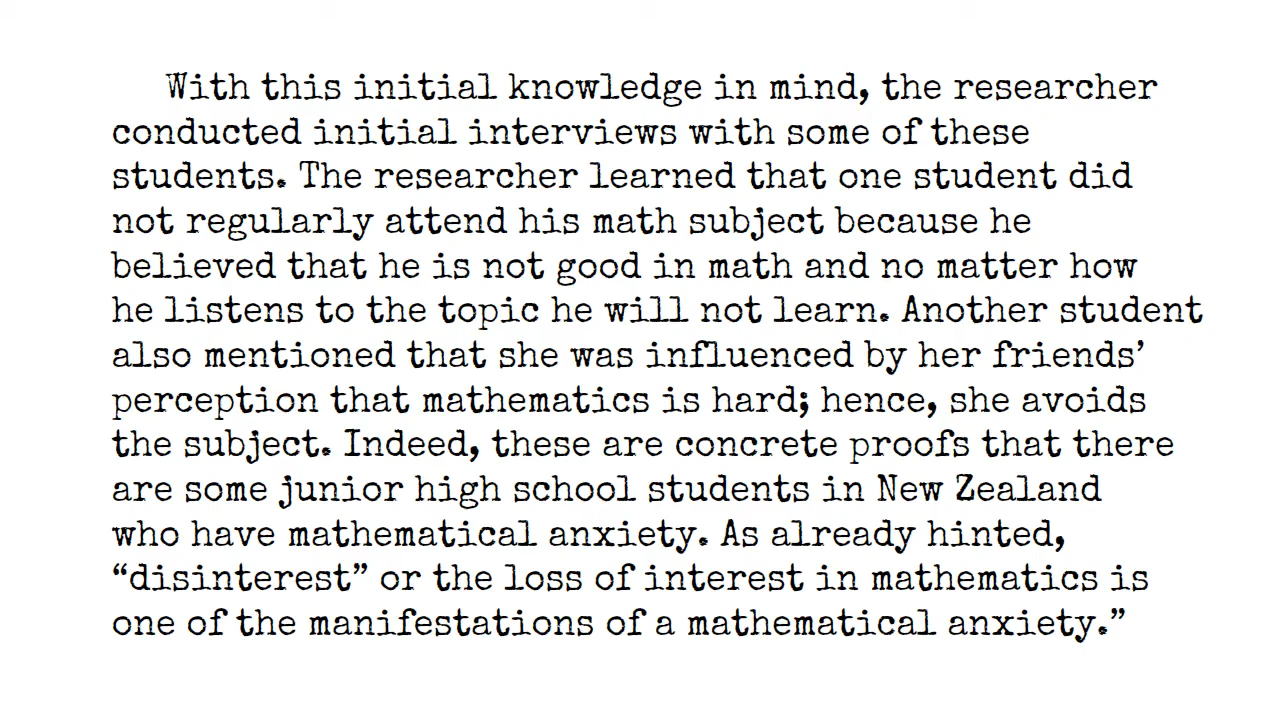 With this initial knowledge in mind, the researcher
conducted initial interviews with some of these
students. The researcher learned that one student did
not regularly attend his math subject because he
believed that he is not good in math and no matter how
he listens to the topic he will not learn. Another student
also mentioned that she was influenced by her friends’
perception that mathematics is hard; hence, she avoids
the subject. Indeed, these are concrete proofs that there
are some junior high school students in New Zealand
who have mathematical anxiety. As already hinted,
“disinterest” or the loss of interest in mathematics is
one of the manifestations of a mathematical anxiety.”